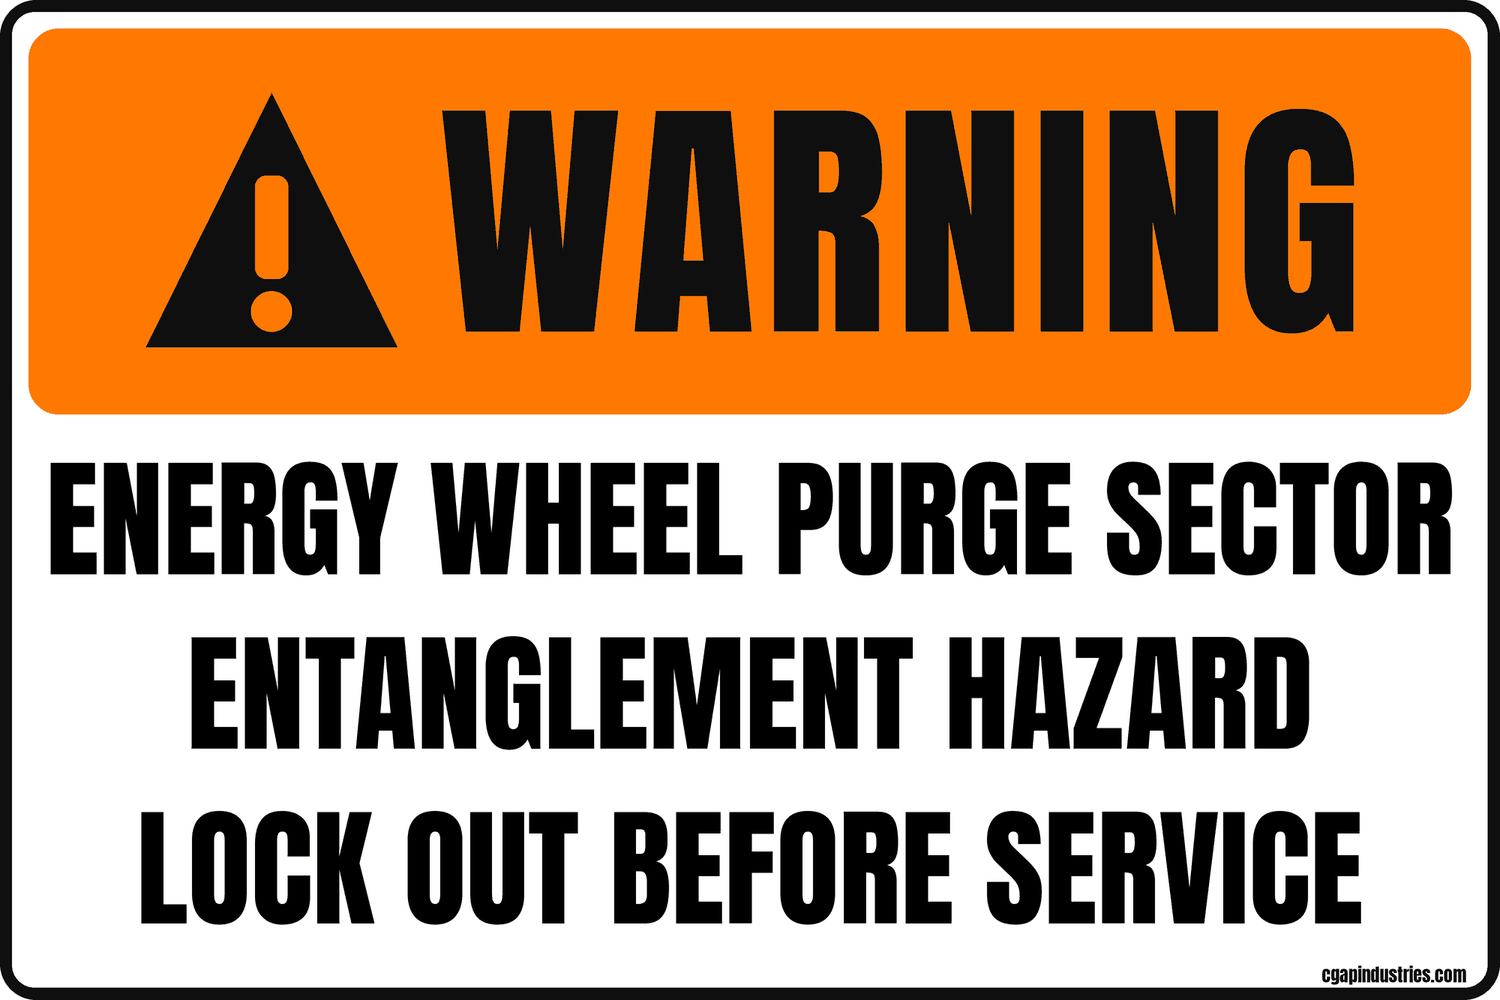 WARNING
ENERGY WHEEL PURGE SECTOR
ENTANGLEMENT HAZARD
LOCK OUT BEFORE SERVICE
cgapindustries.com